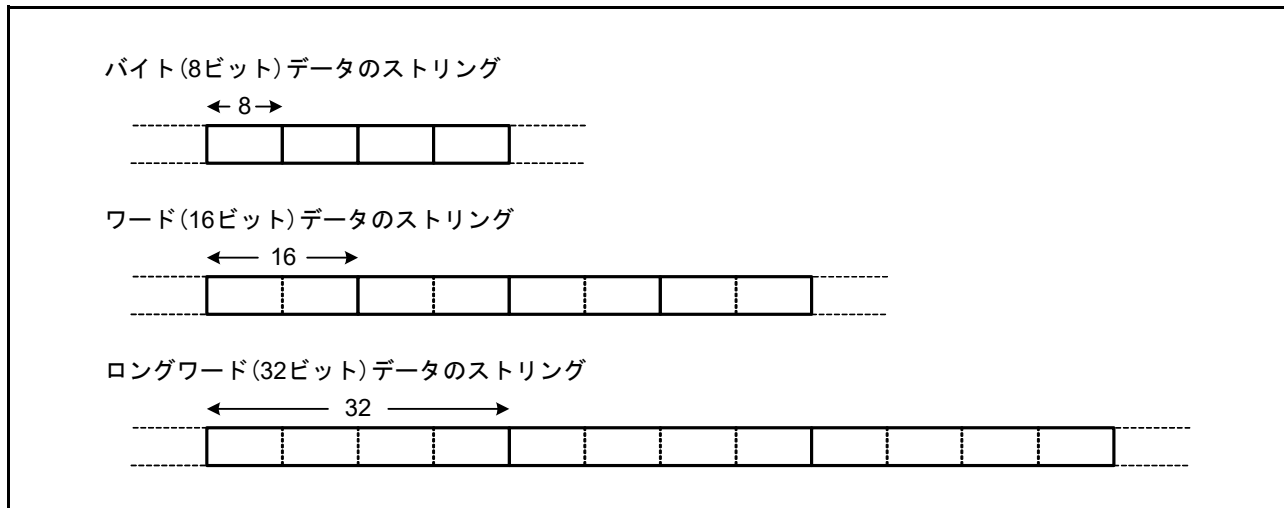 バイト(8ビット)データのストリング
8
ワード(16ビット)データのストリング
16
ロングワード(32ビット)データのストリング
32